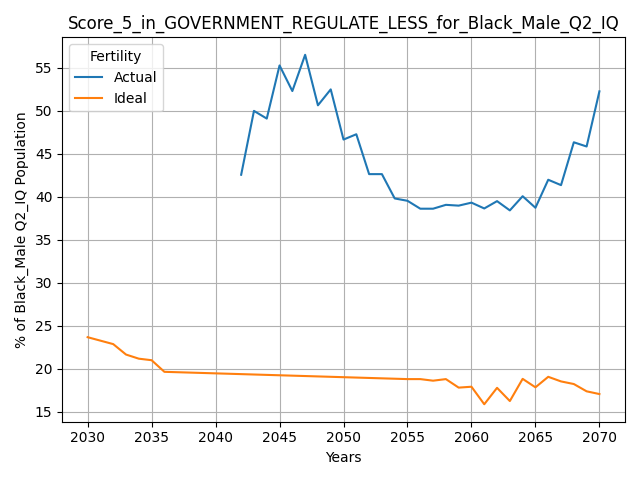 Score_5_in_GOVERNMENT_REGULATE_LESS_for_Black_Male_Q2_IQ
Fertility
Actual
Ideal
% of Black_Male Q2_IQ Population
55
50
45
40
35
30
25
20
15
2030 2035 2040 2045 2050 2055 2060 2065 2070
Years